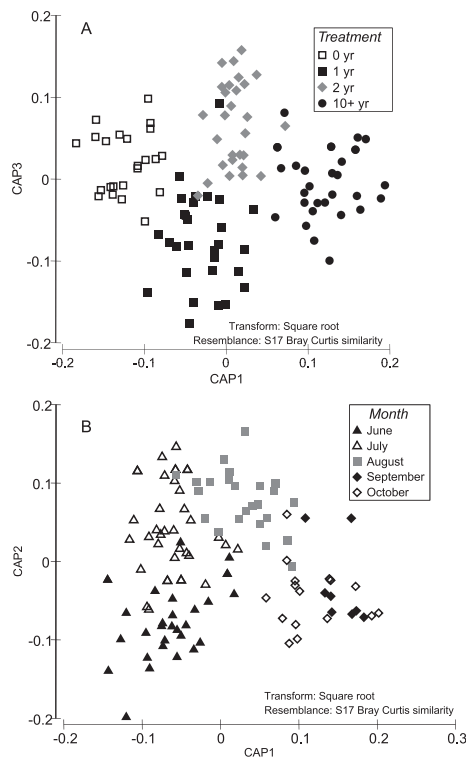 A
Treatment
0 yr
1 yr
2 yr
10+ yr
0.2
0.1
0
-0.1
-0.2
CAP3
Transform: Square root
Resemblance: S17 Bray Curtis similarity
-0.2 -0.1 0 0.1 0.2
CAP1
B
Month
June
July
August
September
October
0.2
0.1
0
-0.1
-0.2
CAP2
Transform: Square root
Resemblance: S17 Bray Curtis similarity
-0.2 -0.1 0 0.1 0.2 0.3
CAP1